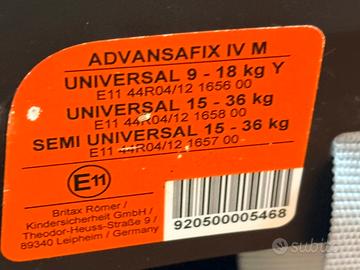 ADVANSAFIX IV M
UNIVERSAL 9 - 18 kg Y
E11 44R04/12 1656 00
UNIVERSAL 15 - 36 kg
E11 44R04/12 1658 00
SEMI UNIVERSAL 15 - 36 kg
E11 44R04/12 1657 00
E11
Britax Römer /
Kindersicherheit GmbH /
Theodor-Heuss-Straße 9 /
89340 Leipheim / Germany
920500005468
subito